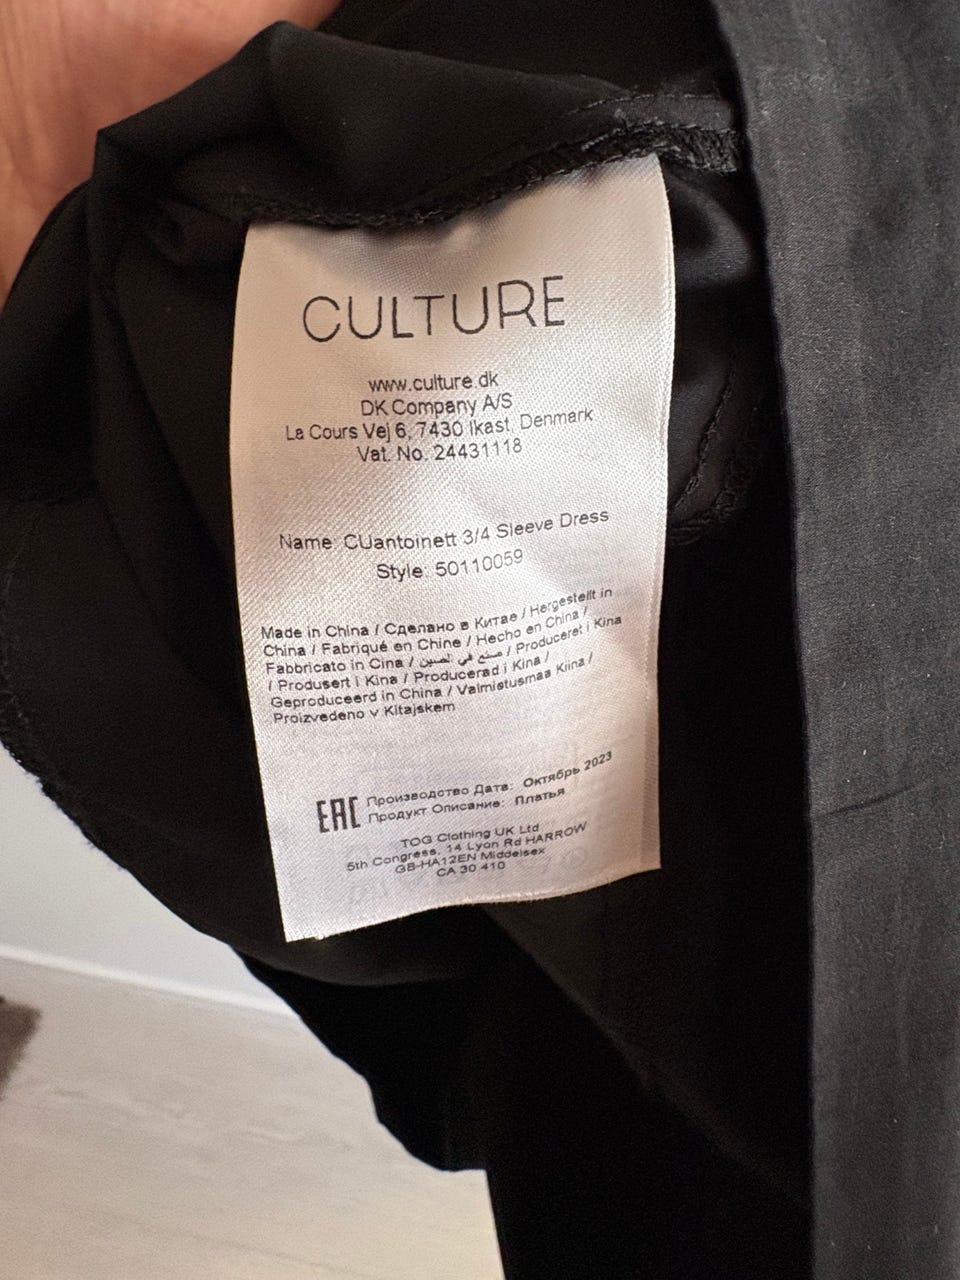 CULTURE
www.culture.dk
DK Company A/S
La Cours Vej 6, 7430 Ikast, Denmark
Vat. No. 24431118
Name: CUantoinett 3/4 Sleeve Dress
Style: 50110059
Made in China / Сделано в Китае / Hergestellt in
China / Fabriqué en Chine / Hecho en China /
Fabbricato in Cina / صنع في الصين / Produceret i Kina
/ Produsert i Kina / Producerad i Kina /
Geproduceerd in China / Valmistusmaa Kiina /
Proizvedeno v Kitajskem
EAC Производство Дата: Октябрь 2023
Продукт Описание: Платья
TOG Clothing UK Ltd
5th Congress, 14 Lyon Rd HARROW
GB-HA12EN Middelsex
CA 30 410